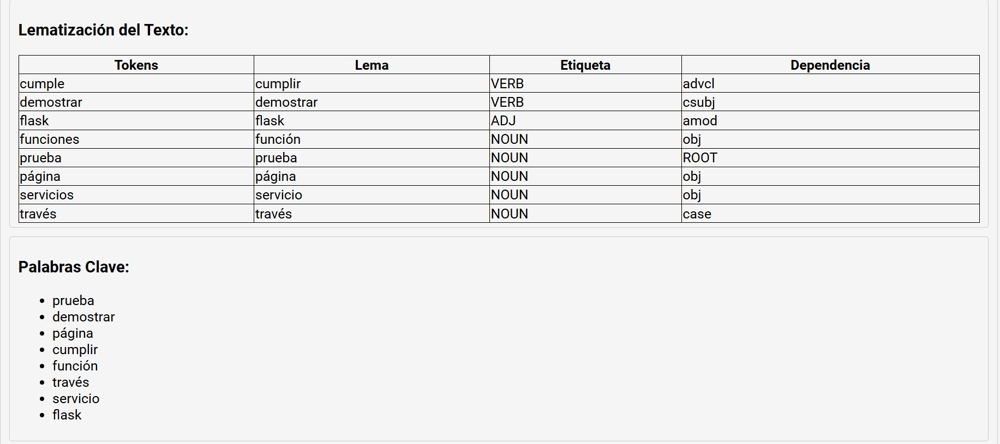 Lematización del Texto:
Tokens Lema Etiqueta Dependencia
cumple cumplir VERB advcl
demostrar demostrar VERB csubj
flask flask ADJ amod
funciones función NOUN obj
prueba prueba NOUN ROOT
página página NOUN obj
servicios servicio NOUN obj
través través NOUN case
Palabras Clave:
• prueba
• demostrar
• página
• cumplir
• función
• través
• servicio
• flask